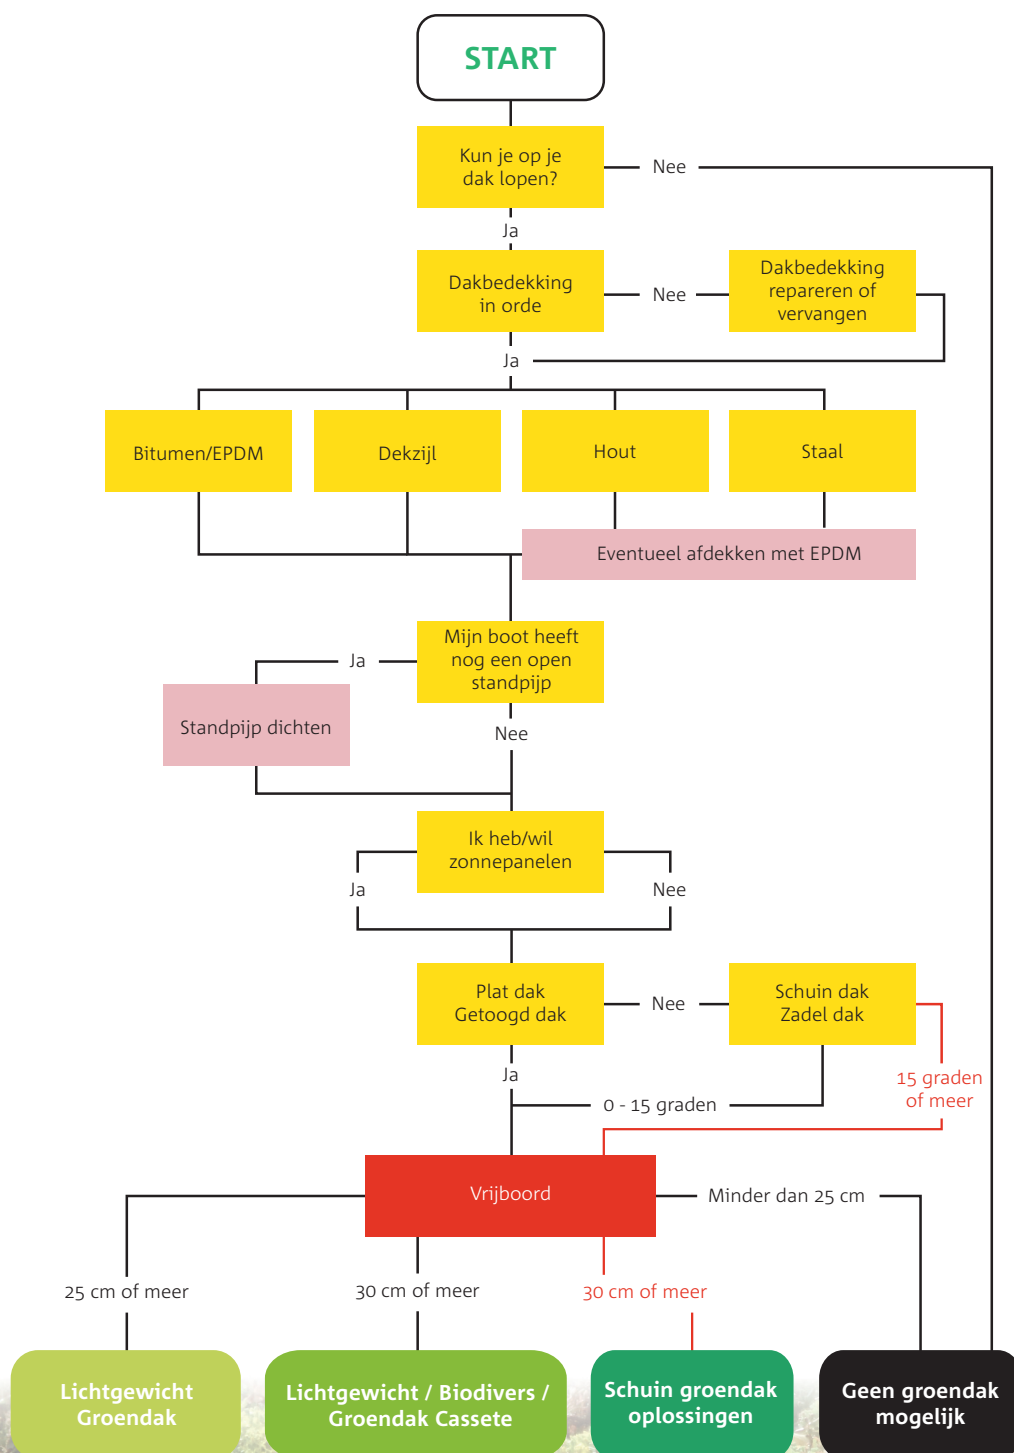 START
Kun je op je
dak lopen?
Nee
Ja
Dakbedekking
in orde
Nee
Dakbedekking
repareren of
vervangen
Ja
Bitumen/EPDM
Dekzijl
Hout
Staal
Eventueel afdekken met EPDM
Mijn boot heeft
nog een open
standpijp
Ja
Standpijp dichten
Nee
Ik heb/wil
zonnepanelen
Ja
Nee
Plat dak
Getoogd dak
Nee
Schuin dak
Zadel dak
Ja
15 graden
of meer
0 - 15 graden
Vrijboord
Minder dan 25 cm
25 cm of meer
30 cm of meer
30 cm of meer
Lichtgewicht
Groendak
Lichtgewicht / Biodivers /
Groendak Cassete
Schuin groendak
oplossingen
Geen groendak
mogelijk